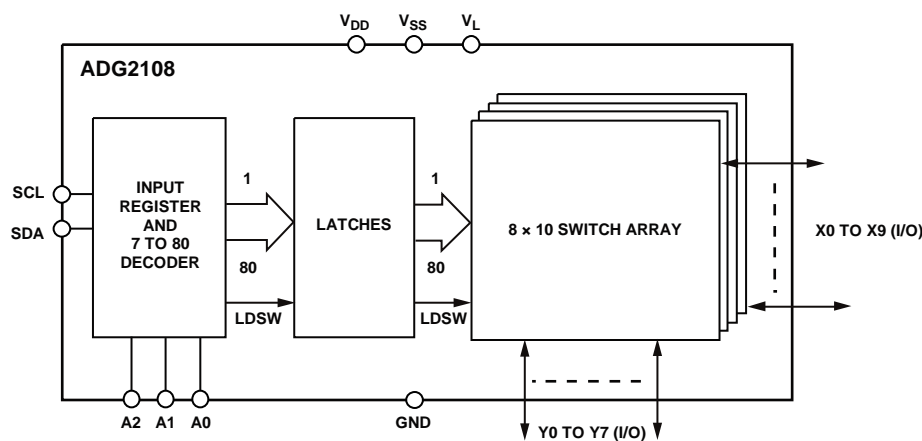 VDD VSS VL
ADG2108
SCL
SDA
INPUT
REGISTER
AND
7 TO 80
DECODER
1
80
LDSW
LATCHES
1
80
LDSW
8 × 10 SWITCH ARRAY
X0 TO X9 (I/O)
A2 A1 A0
GND
Y0 TO Y7 (I/O)